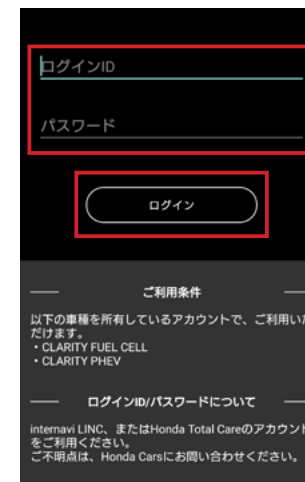 ログインID
パスワード
ログイン
ご利用条件
以下の車種を所有しているアカウントで、ご利用いた
だけます。
・CLARITY FUEL CELL
・CLARITY PHEV
ログインID/パスワードについて
internavi LINC、またはHonda Total Careのアカウント
をご利用ください。
ご不明点は、Honda Carsにお問い合わせください。